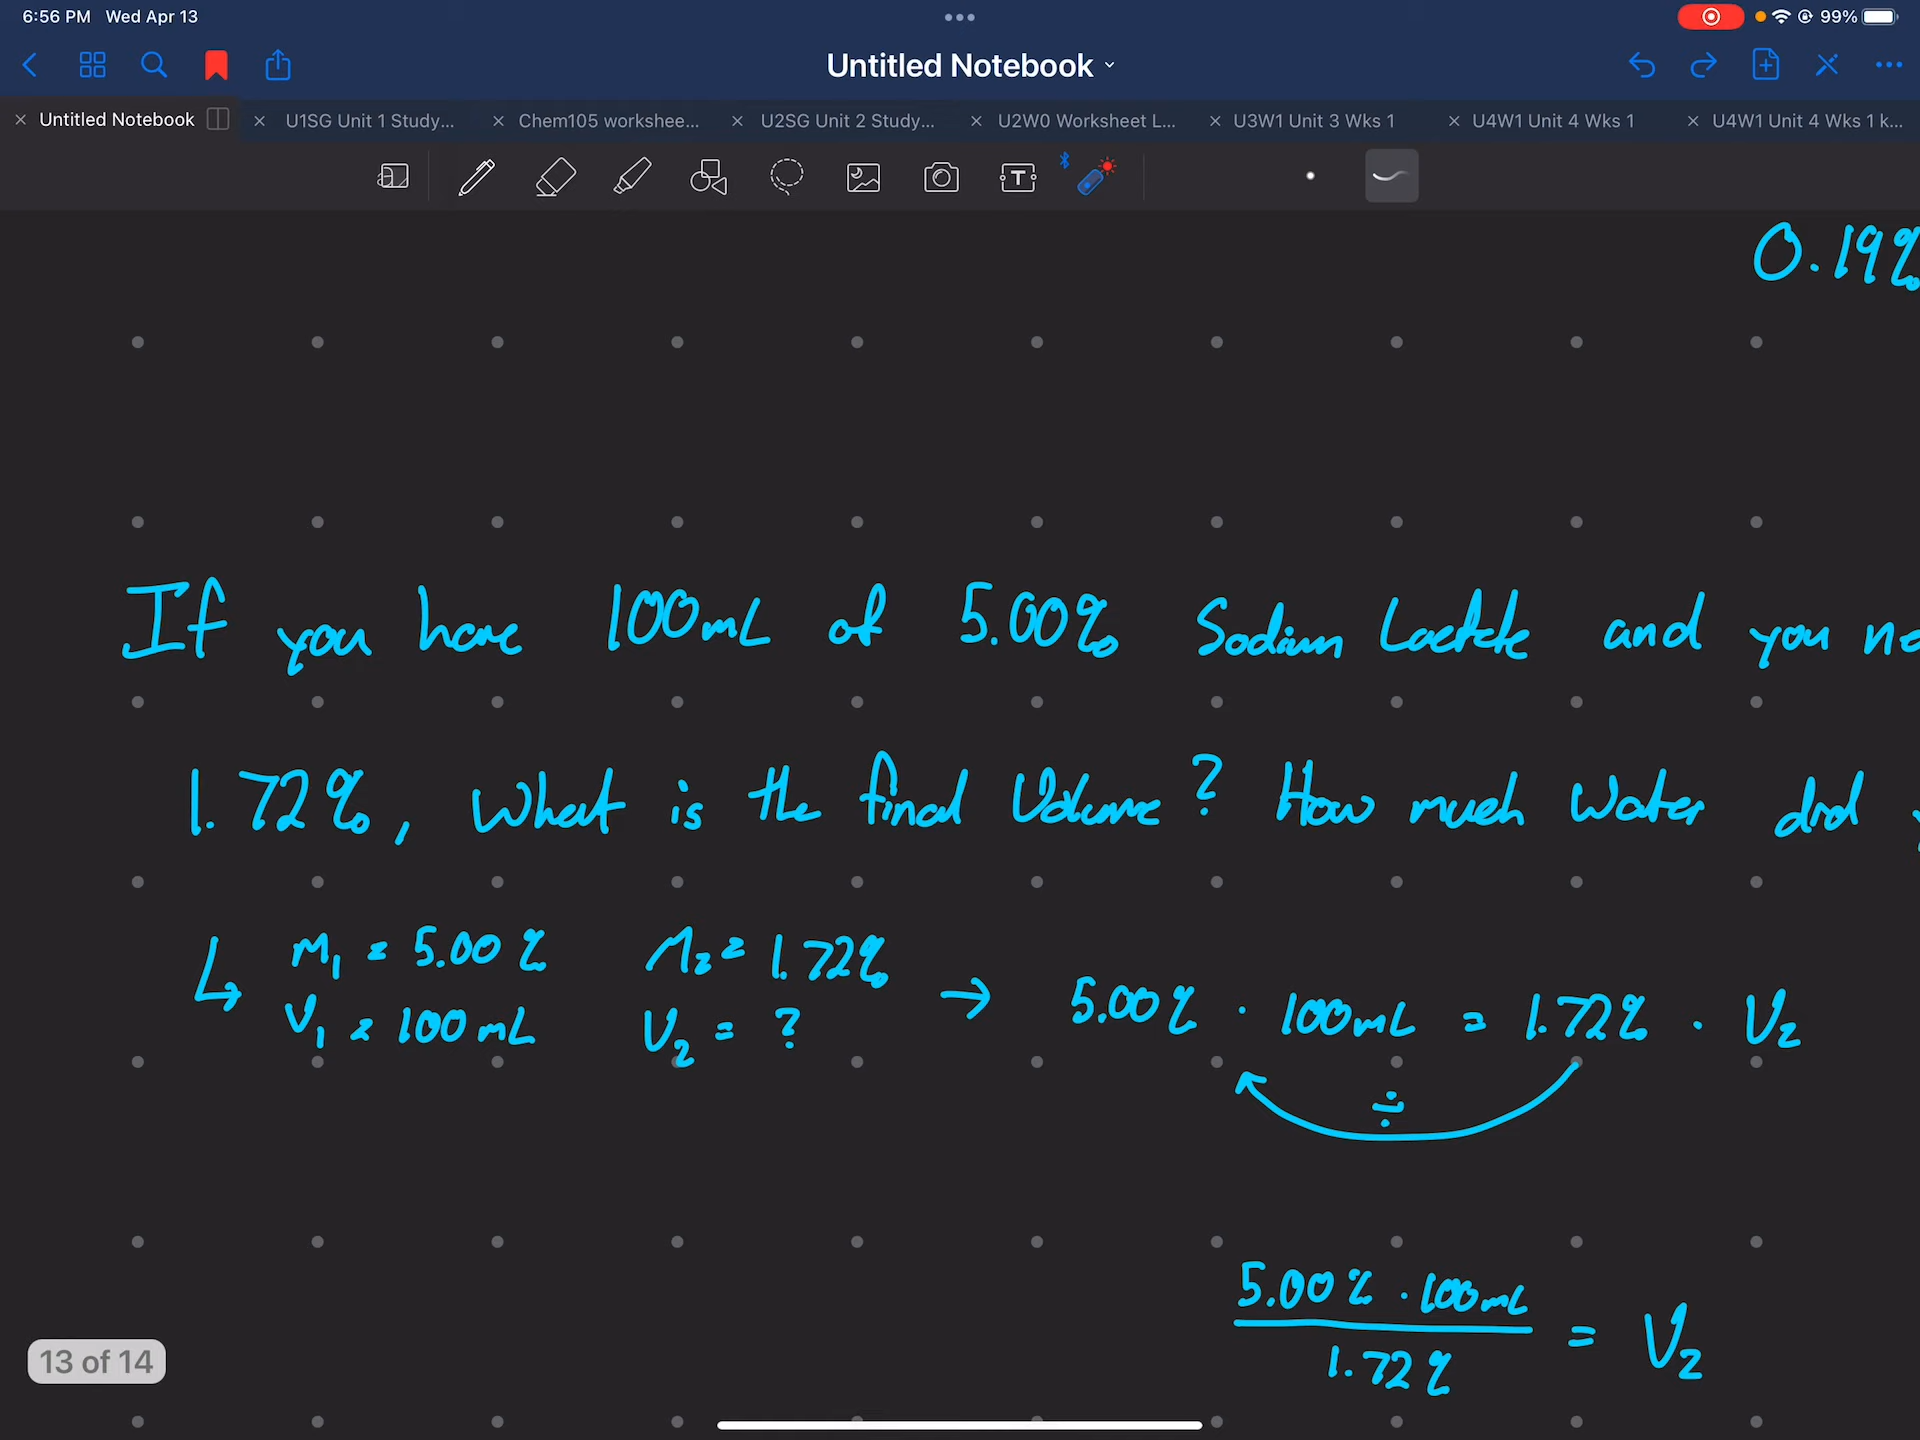 6:56 PM Wed Apr 13
99%
Untitled Notebook
Untitled Notebook
U1SG Unit 1 Study...
Chem105 workshee...
U2SG Unit 2 Study...
U2W0 Worksheet L...
U3W1 Unit 3 Wks 1
U4W1 Unit 4 Wks 1
U4W1 Unit 4 Wks 1 k...
T
0.19%
If you have 100mL of 5.00% Sodium Lactate and you
1.72%, What is the final Volume? How much Water did
M₁ = 5.00% M₂ = 1.72% → 5.00% · 100mL = 1.72% · V₂
V₁ = 100mL V₂ = ?
÷
5.00% · 100mL
= V₂
1.72%
13 of 14